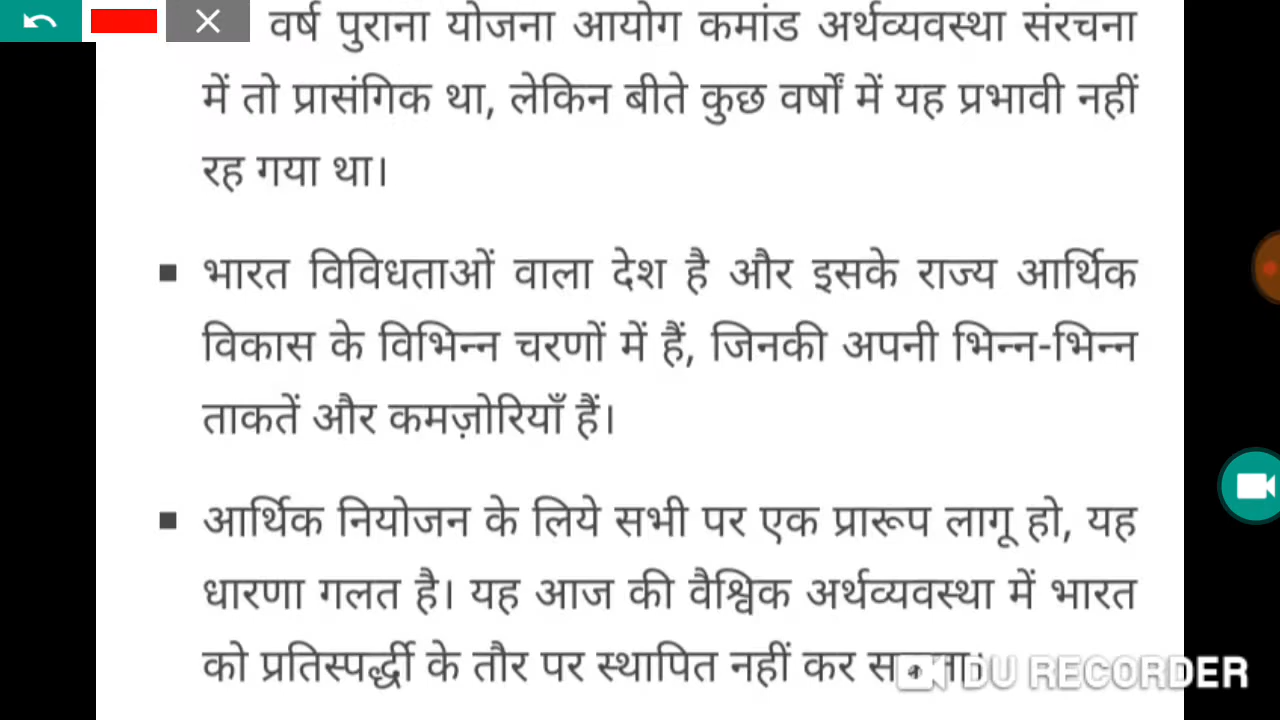 वर्ष पुराना योजना आयोग कमांड अर्थव्यवस्था संरचना
में तो प्रासंगिक था, लेकिन बीते कुछ वर्षों में यह प्रभावी नहीं
रह गया था।
भारत विविधताओं वाला देश है और इसके राज्य आर्थिक
विकास के विभिन्न चरणों में हैं, जिनकी अपनी भिन्न-भिन्न
ताकतें और कमज़ोरियाँ हैं।
आर्थिक नियोजन के लिये सभी पर एक प्रारूप लागू हो, यह
धारणा गलत है। यह आज की वैश्विक अर्थव्यवस्था में भारत
को प्रतिस्पर्द्धी के तौर पर स्थापित नहीं कर
DU RECORDER